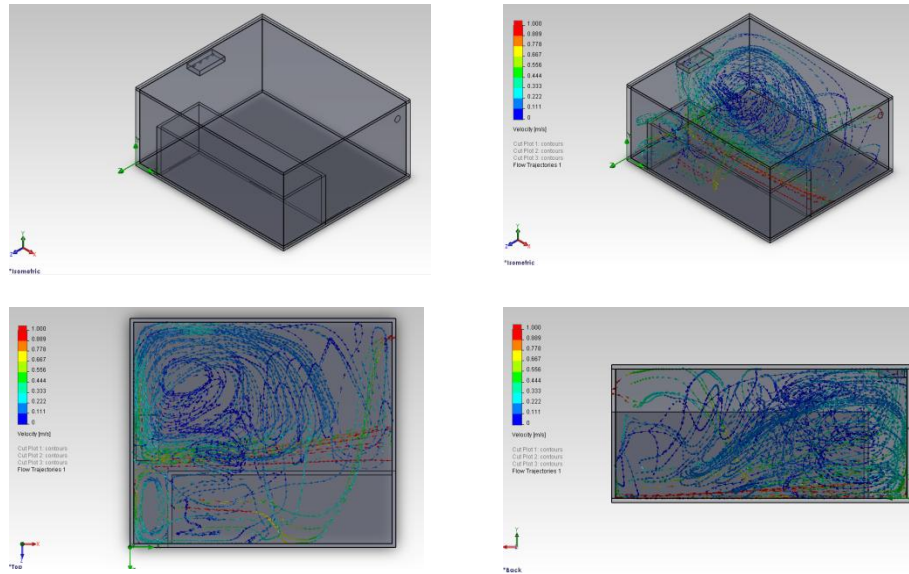 *Isometric
1.000
0.889
0.778
0.667
0.556
0.444
0.333
0.222
0.111
0
Velocity [m/s]
Cut Plot 1: contours
Cut Plot 2: contours
Cut Plot 3: contours
Flow Trajectories 1
*Isometric
1.000
0.889
0.778
0.667
0.556
0.444
0.333
0.222
0.111
0
Velocity [m/s]
Cut Plot 1: contours
Cut Plot 2: contours
Cut Plot 3: contours
Flow Trajectories 1
*Top
1.000
0.889
0.778
0.667
0.556
0.444
0.333
0.222
0.111
0
Velocity [m/s]
Cut Plot 1: contours
Cut Plot 2: contours
Cut Plot 3: contours
Flow Trajectories 1
*Back